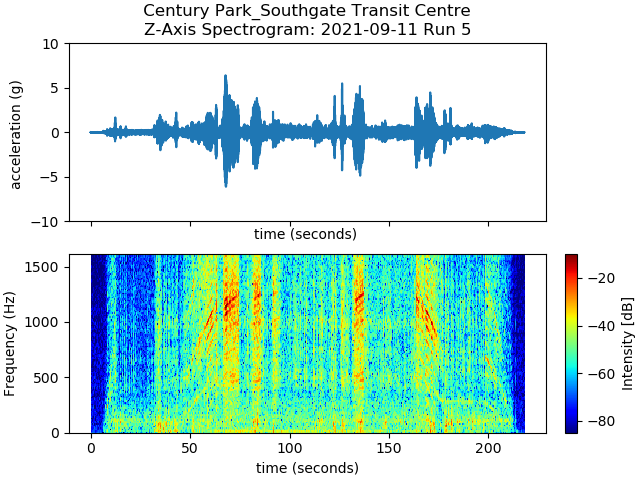 Century Park_Southgate Transit Centre
Z-Axis Spectrogram: 2021-09-11 Run 5
10
5
0
−5
−10
acceleration (g)
time (seconds)
1500
1000
500
0
Frequency (Hz)
0
50
100
150
200
time (seconds)
−20
−40
−60
−80
Intensity [dB]